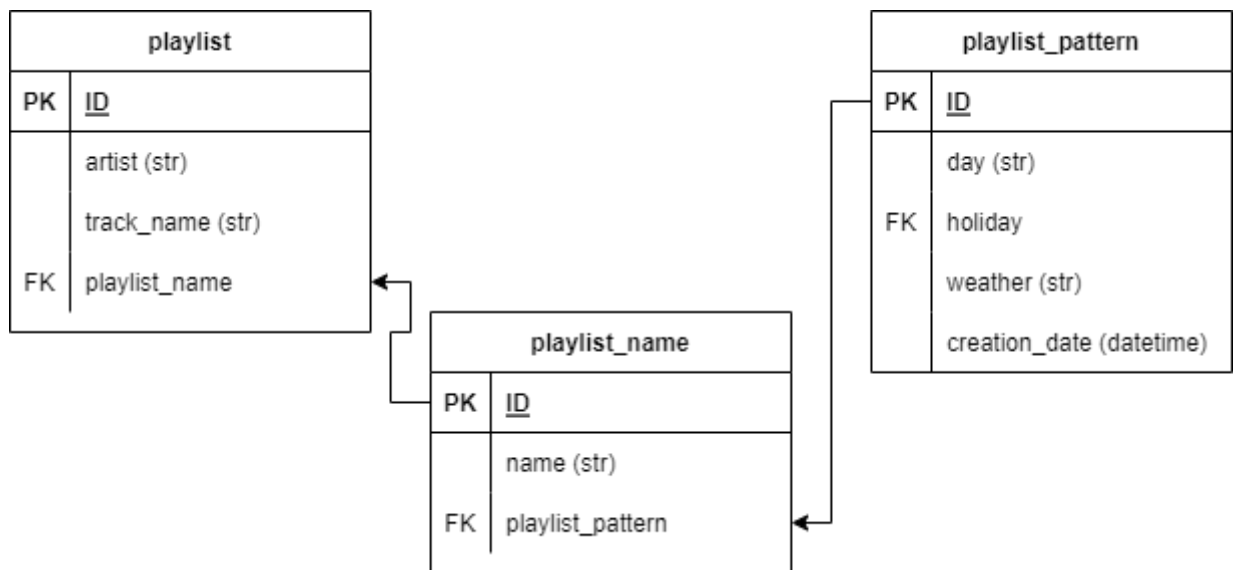 playlist
PK ID
artist (str)
track_name (str)
FK playlist_name
playlist_name
PK ID
name (str)
FK playlist_pattern
playlist_pattern
PK ID
day (str)
FK holiday
weather (str)
creation_date (datetime)